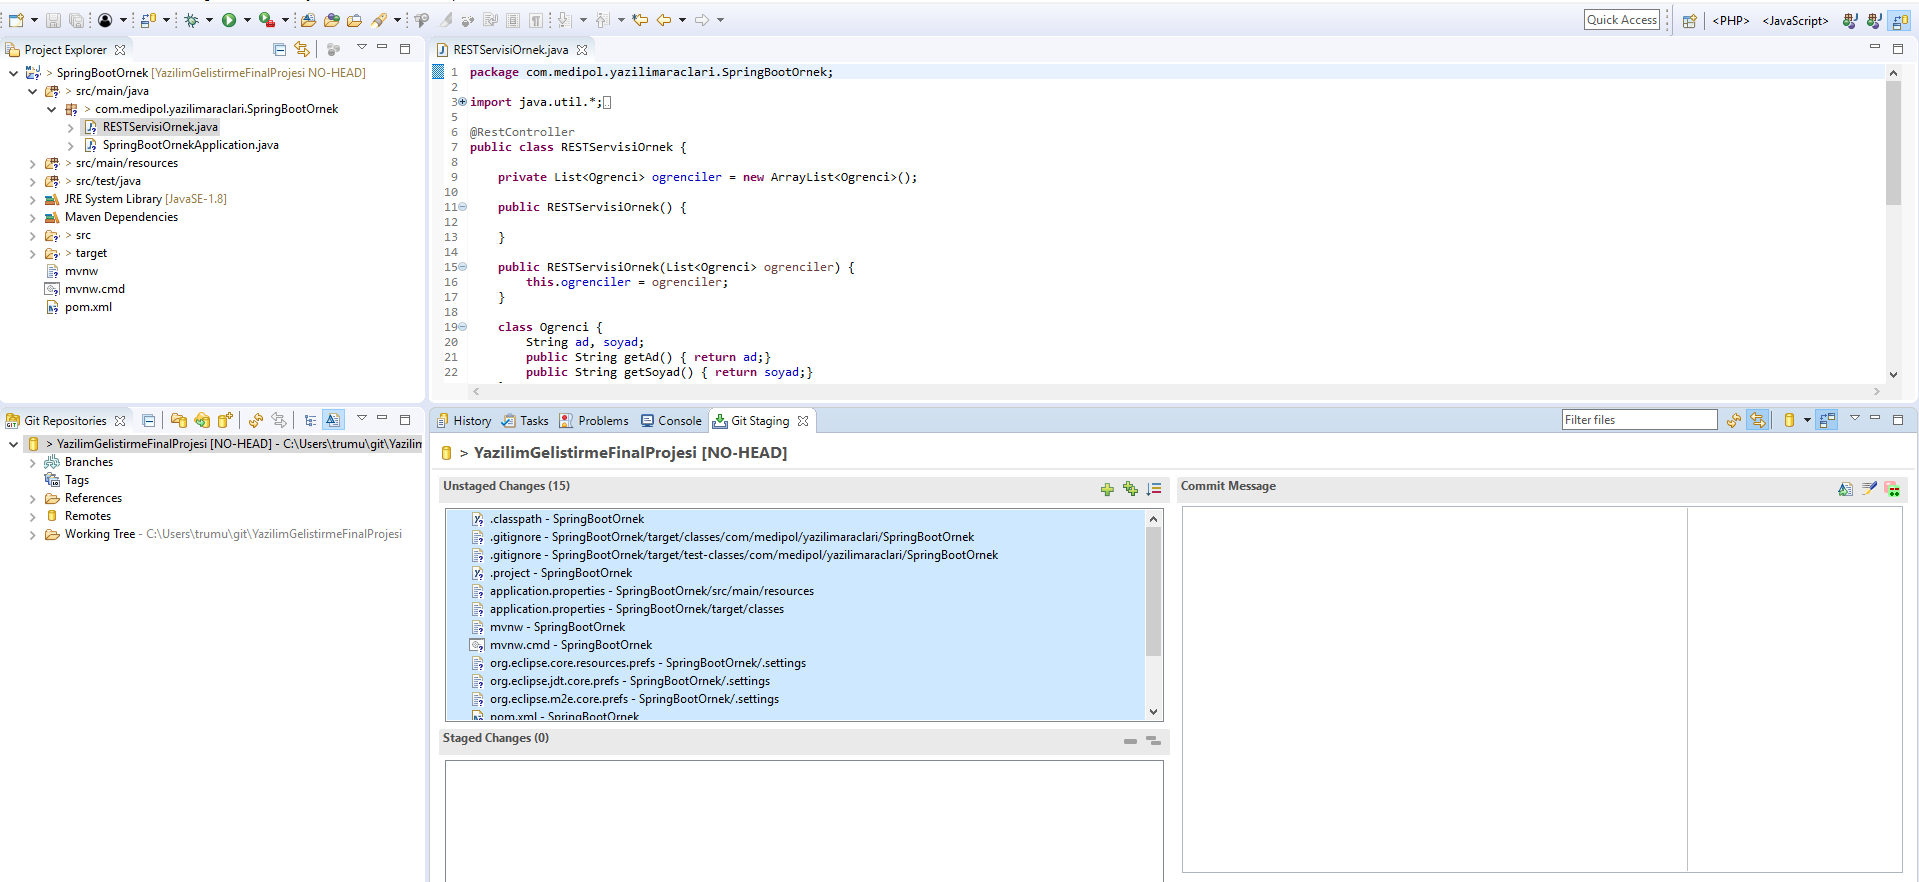 Quick Access
<PHP>
<JavaScript>
Project Explorer
> SpringBootOrnek [YazilimGelistirmeFinalProjesi NO-HEAD]
> src/main/java
> com.medipol.yazilimaraclari.SpringBootOrnek
RESTServisiOrnek.java
SpringBootOrnekApplication.java
> src/main/resources
> src/test/java
JRE System Library [JavaSE-1.8]
Maven Dependencies
> src
> target
mvnw
mvnw.cmd
pom.xml
RESTServisiOrnek.java
1 package com.medipol.yazilimaraclari.SpringBootOrnek;
2
3 import java.util.*;
5
6 @RestController
7 public class RESTServisiOrnek {
8
9 private List<Ogrenci> ogrenciler = new ArrayList<Ogrenci>();
10
11 public RESTServisiOrnek() {
12
13 }
14
15 public RESTServisiOrnek(List<Ogrenci> ogrenciler) {
16 this.ogrenciler = ogrenciler;
17 }
18
19 class Ogrenci {
20 String ad, soyad;
21 public String getAd() { return ad;}
22 public String getSoyad() { return soyad;}
Git Repositories
> YazilimGelistirmeFinalProjesi [NO-HEAD] - C:\Users\trumu\git\Yazilin
Branches
Tags
References
Remotes
Working Tree - C:\Users\trumu\git\YazilimGelistirmeFinalProjesi
History
Tasks
Problems
Console
Git Staging
Filter files
> YazilimGelistirmeFinalProjesi [NO-HEAD]
Unstaged Changes (15)
.classpath - SpringBootOrnek
.gitignore - SpringBootOrnek/target/classes/com/medipol/yazilimaraclari/SpringBootOrnek
.gitignore - SpringBootOrnek/target/test-classes/com/medipol/yazilimaraclari/SpringBootOrnek
.project - SpringBootOrnek
application.properties - SpringBootOrnek/src/main/resources
application.properties - SpringBootOrnek/target/classes
mvnw - SpringBootOrnek
mvnw.cmd - SpringBootOrnek
org.eclipse.core.resources.prefs - SpringBootOrnek/.settings
org.eclipse.jdt.core.prefs - SpringBootOrnek/.settings
org.eclipse.m2e.core.prefs - SpringBootOrnek/.settings
pom.xml - SpringBootOrnek
Staged Changes (0)
Commit Message